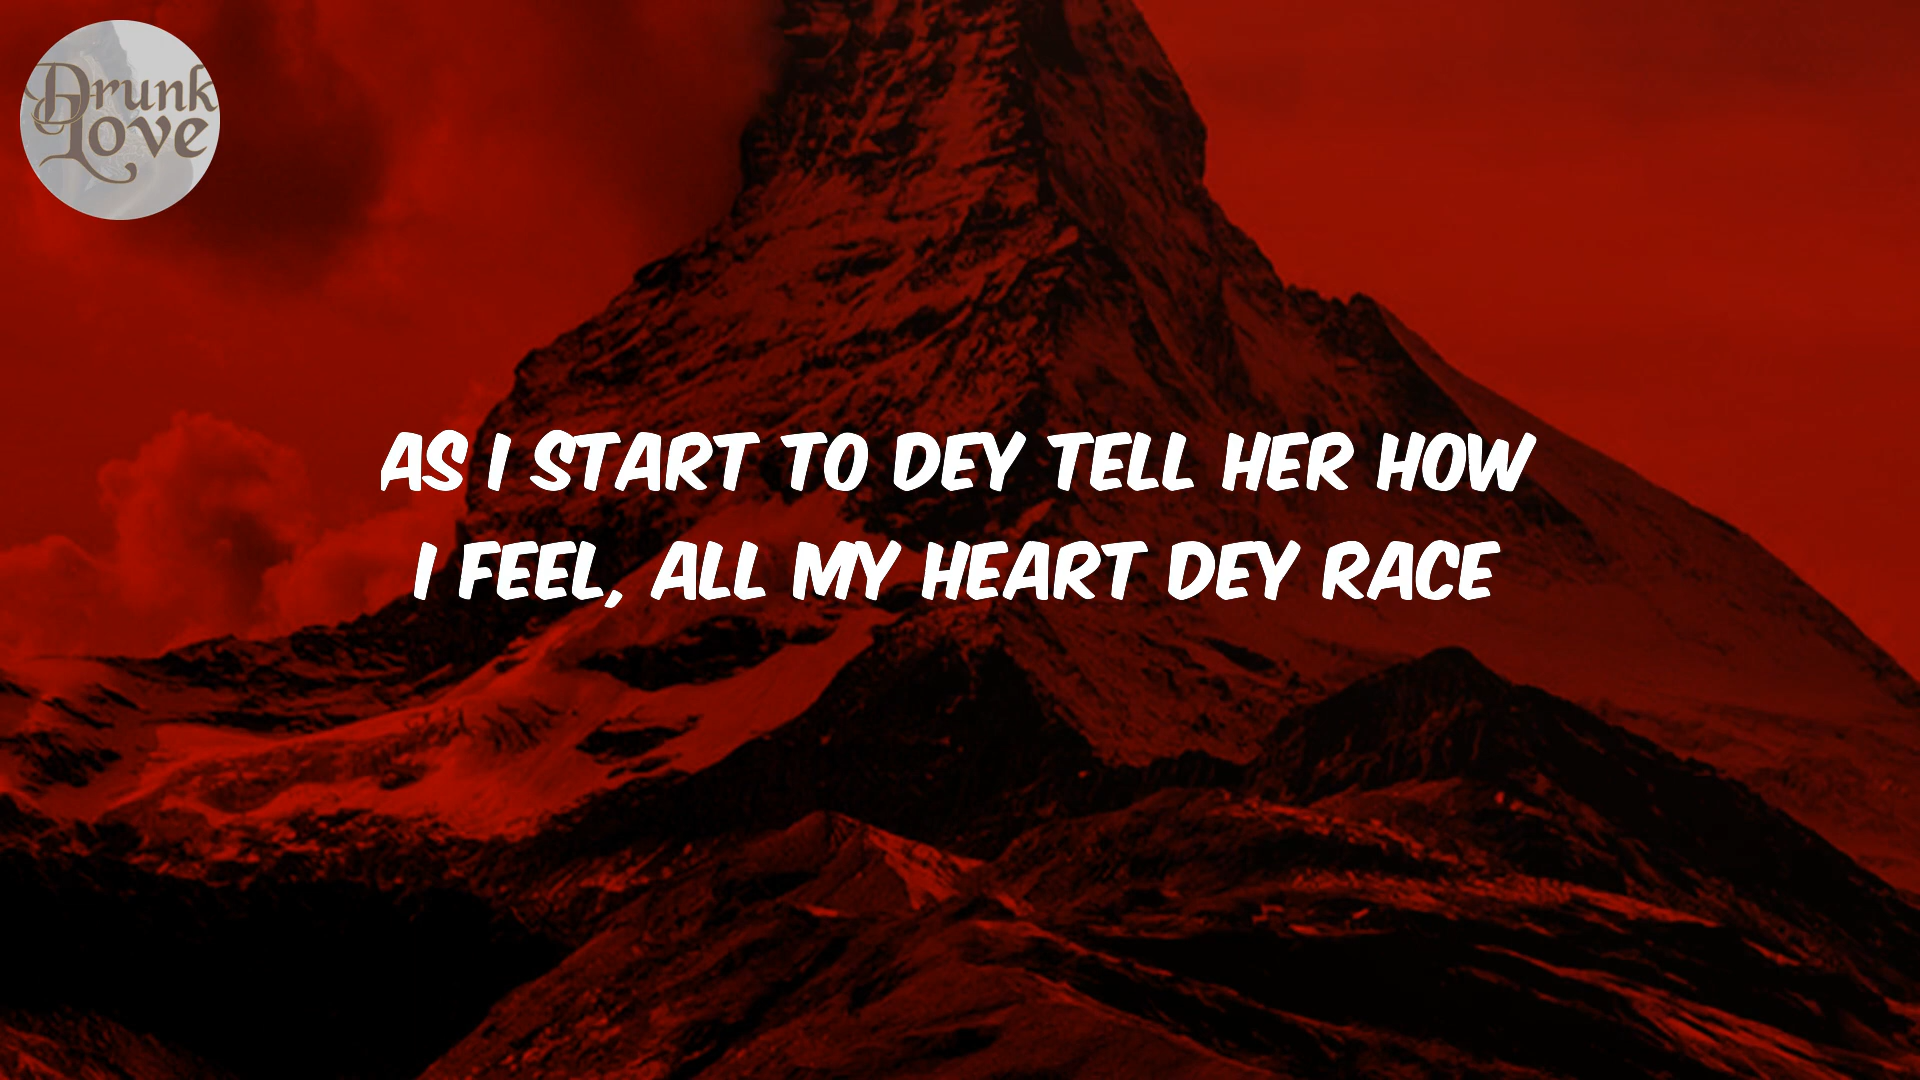 Drunk
Love
AS I START TO DEY TELL HER HOW
I FEEL, ALL MY HEART DEY RACE